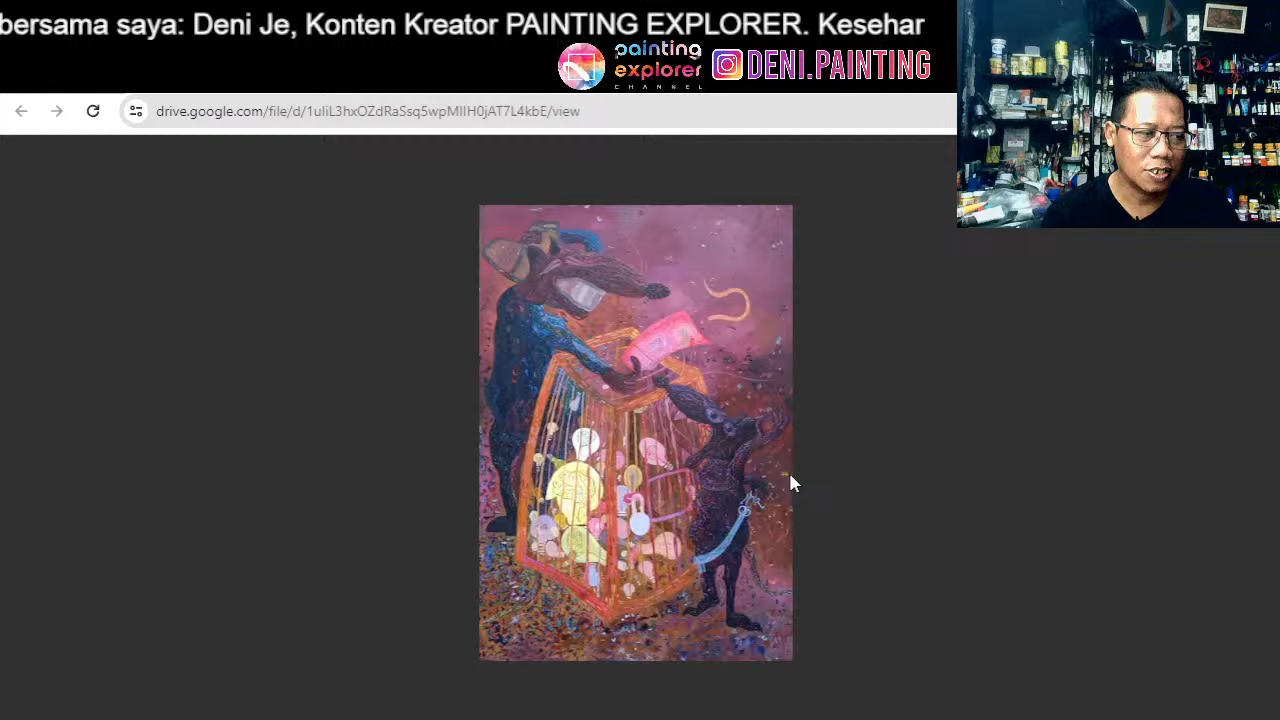 bersama saya: Deni Je, Konten Kreator PAINTING EXPLORER. Kesehar
painting
explorer
CHANNEL
DENI.PAINTING
drive.google.com/file/d/1uIiL3hxOZdRaSsq5wpMIIH0jAT7L4kbE/view